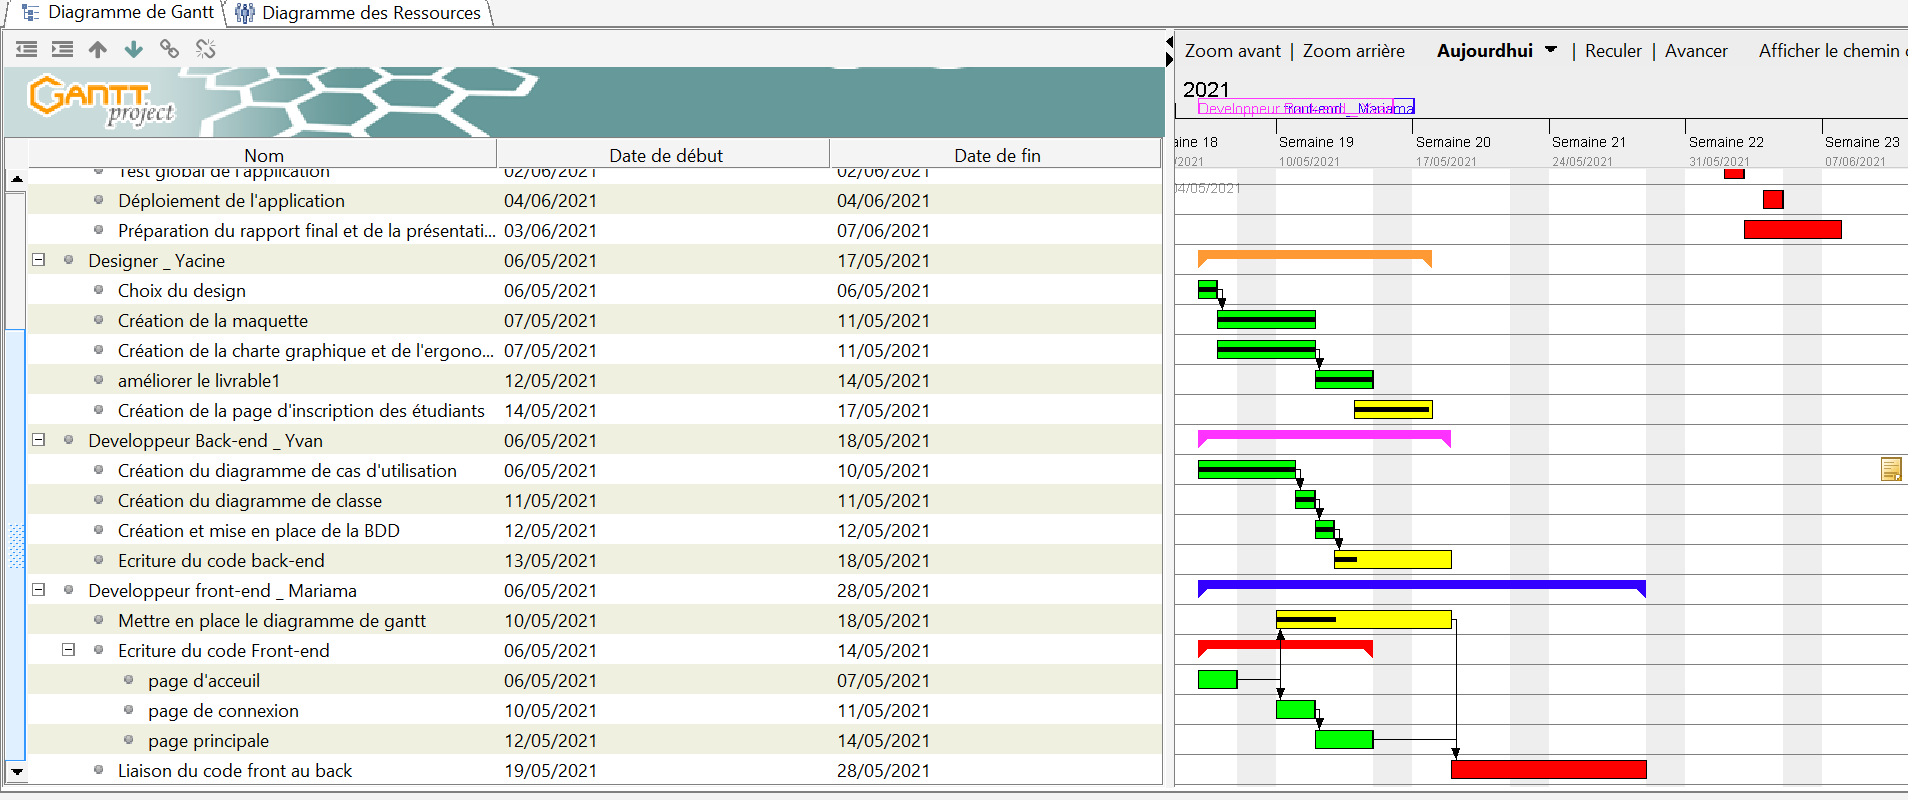 Diagramme de Gantt Diagramme des Ressources
Zoom avant | Zoom arrière Aujourdhui | Reculer | Avancer Afficher le chemin
GANTT project
2021
Developpeur front-end _ Mariama
Nom Date de début Date de fin
aine 18 Semaine 19 Semaine 20 Semaine 21 Semaine 22 Semaine 23
/2021 10/05/2021 17/05/2021 24/05/2021 31/05/2021 07/06/2021
Test global de l'application 02/06/2021 02/06/2021
04/05/2021
Déploiement de l'application 04/06/2021 04/06/2021
Préparation du rapport final et de la présentati... 03/06/2021 07/06/2021
Designer _ Yacine 06/05/2021 17/05/2021
Choix du design 06/05/2021 06/05/2021
Création de la maquette 07/05/2021 11/05/2021
Création de la charte graphique et de l'ergono... 07/05/2021 11/05/2021
améliorer le livrable1 12/05/2021 14/05/2021
Création de la page d'inscription des étudiants 14/05/2021 17/05/2021
Developpeur Back-end _ Yvan 06/05/2021 18/05/2021
Création du diagramme de cas d'utilisation 06/05/2021 10/05/2021
Création du diagramme de classe 11/05/2021 11/05/2021
Création et mise en place de la BDD 12/05/2021 12/05/2021
Ecriture du code back-end 13/05/2021 18/05/2021
Developpeur front-end _ Mariama 06/05/2021 28/05/2021
Mettre en place le diagramme de gantt 10/05/2021 18/05/2021
Ecriture du code Front-end 06/05/2021 14/05/2021
page d'acceuil 06/05/2021 07/05/2021
page de connexion 10/05/2021 11/05/2021
page principale 12/05/2021 14/05/2021
Liaison du code front au back 19/05/2021 28/05/2021